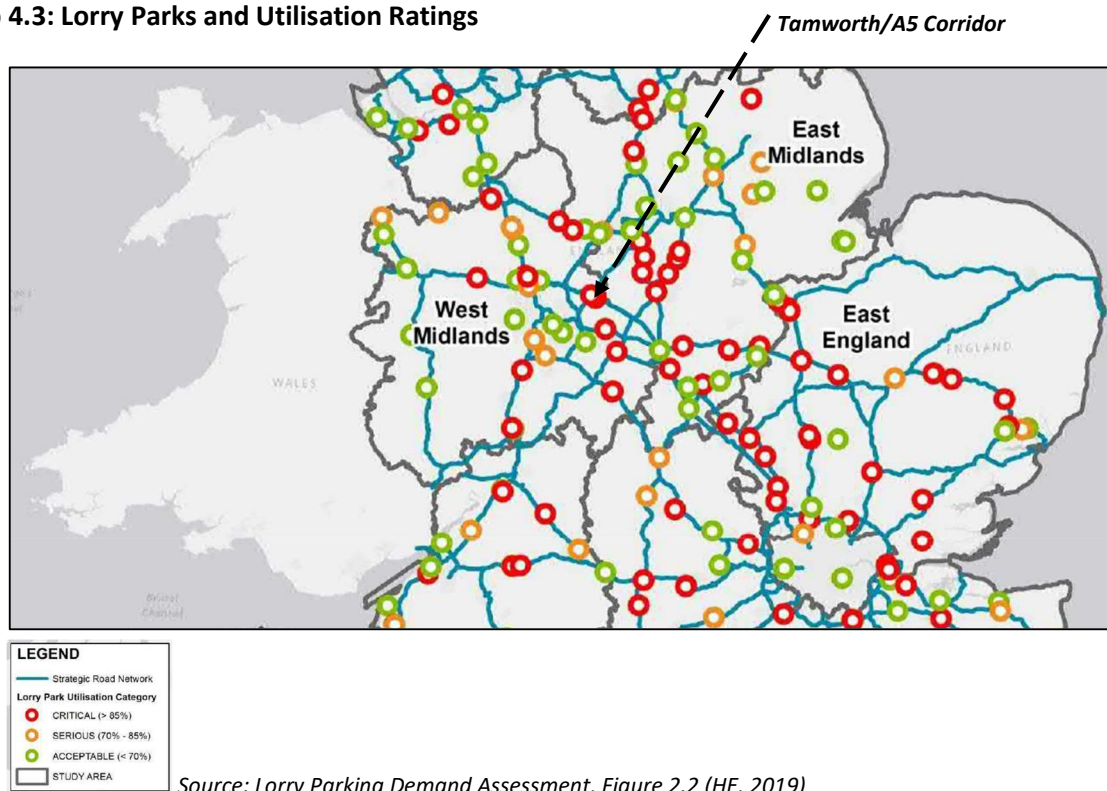 4.3: Lorry Parks and Utilisation Ratings
Tamworth/A5 Corridor
East
Midlands
West
Midlands
East
England
ENGLAND
WALES
Bristol
Channel
LEGEND
Strategic Road Network
Lorry Park Utilisation Category
CRITICAL (> 85%)
SERIOUS (70% - 85%)
ACCEPTABLE (< 70%)
STUDY AREA
Source: Lorry Parking Demand Assessment, Figure 2.2 (HE, 2019)